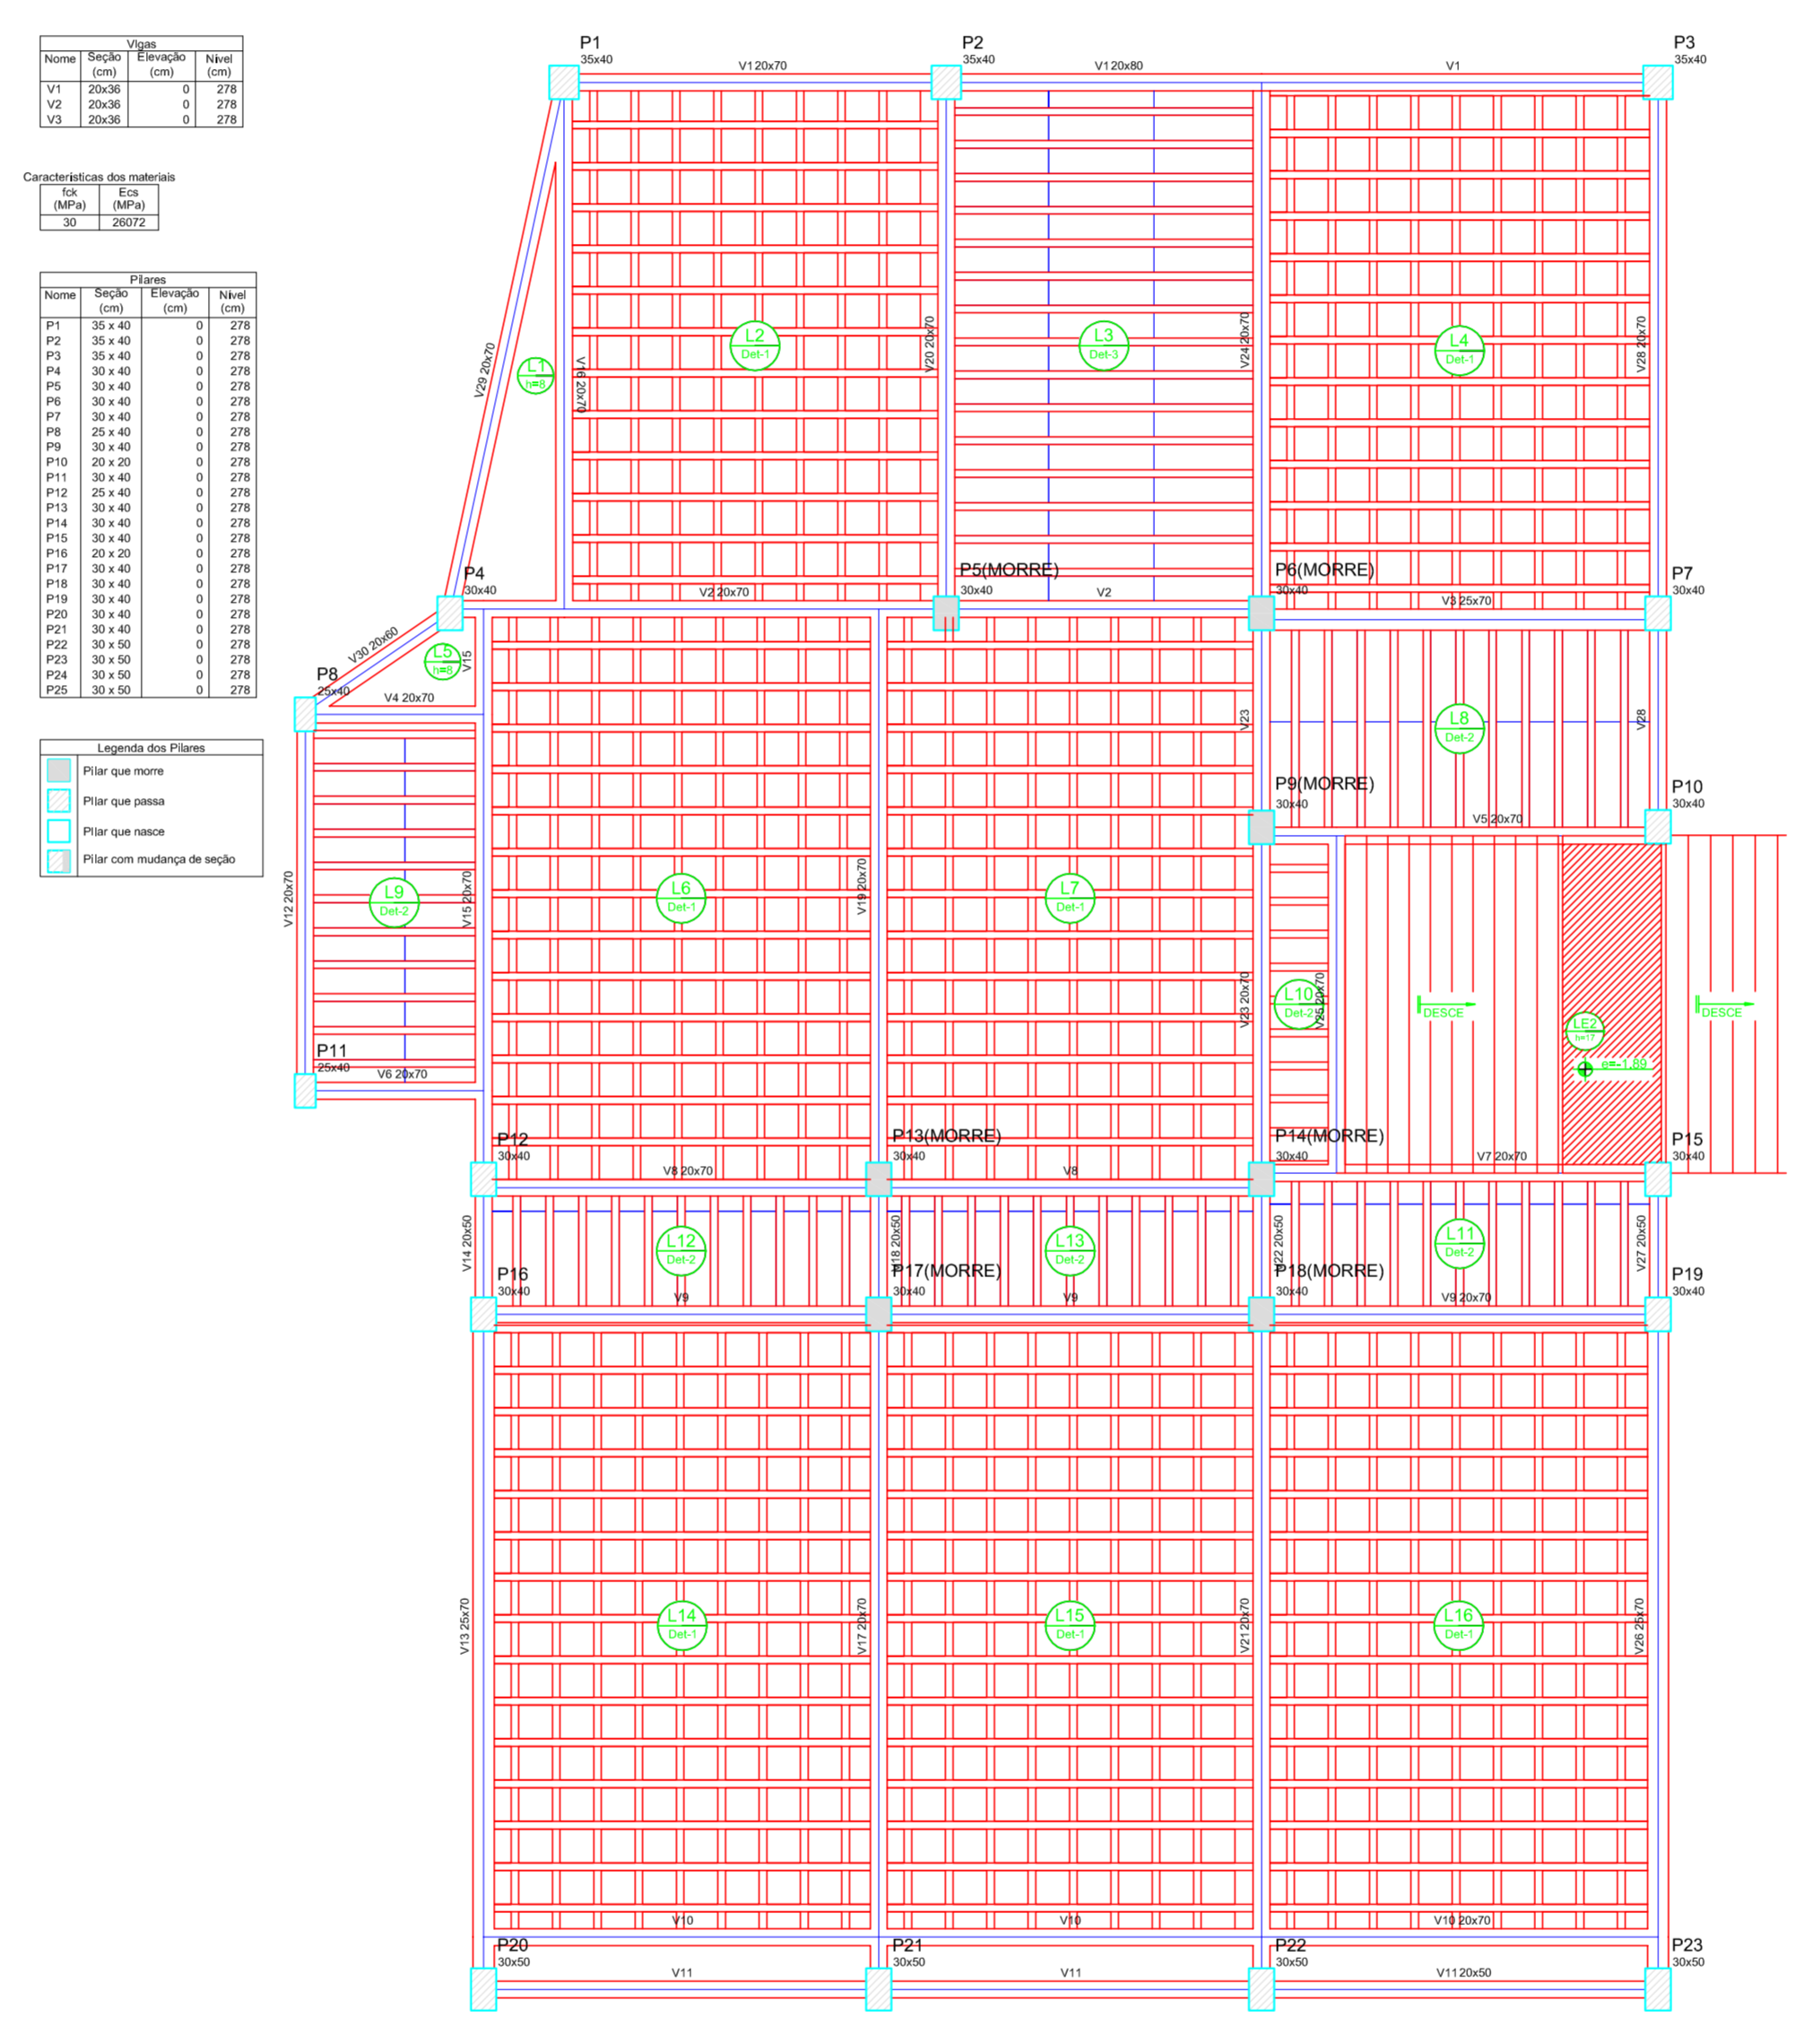 Vigas
Nome Seção (cm) Elevação (cm) Nível (cm)
V1 20x36 0 278
V2 20x36 0 278
V3 20x36 0 278
Características dos materiais
fck (MPa) Ecs (MPa)
30 26072
Pilares
Nome Seção (cm) Elevação (cm) Nível (cm)
P1 35 x 40 0 278
P2 35 x 40 0 278
P3 35 x 40 0 278
P4 30 x 40 0 278
P5 30 x 40 0 278
P6 30 x 40 0 278
P7 30 x 40 0 278
P8 25 x 40 0 278
P9 30 x 40 0 278
P10 20 x 20 0 278
P11 30 x 40 0 278
P12 25 x 40 0 278
P13 30 x 40 0 278
P14 30 x 40 0 278
P15 30 x 40 0 278
P16 20 x 20 0 278
P17 30 x 40 0 278
P18 30 x 40 0 278
P19 30 x 40 0 278
P20 30 x 40 0 278
P21 30 x 40 0 278
P22 30 x 50 0 278
P23 30 x 50 0 278
P24 30 x 50 0 278
P25 30 x 50 0 278
Legenda dos Pilares
Pilar que morre
Pilar que passa
Pilar que nasce
Pilar com mudança de seção
P1
35x40
V1 20x70
P2
35x40
V1 20x80
V1
P3
35x40
V29 20x70
L1
h=8
V16 20x70
L2
Det-1
V20 20x70
L3
Det-3
V24 20x70
L4
Det-1
V28 20x70
P4
30x40
V2 20x70
P5(MORRE)
30x40
V2
P6(MORRE)
30x40
V3 25x70
P7
30x40
V30 20x60
L5
h=8
V15
P8
25x40
V4 20x70
V23
L8
Det-2
V28
P9(MORRE)
30x40
V5 20x70
P10
30x40
V12 20x70
L9
Det-2
V15 20x70
L6
Det-1
V19 20x70
L7
Det-1
V23 20x70
L10
Det-2
V25 20x70
DESCE
LE2
h=17
e=-1.89
DESCE
P11
25x40
V6 20x70
P12
30x40
V8 20x70
P13(MORRE)
30x40
V8
P14(MORRE)
30x40
V7 20x70
P15
30x40
V14 20x50
L12
Det-2
V18 20x50
L13
Det-2
V22 20x50
L11
Det-2
V27 20x50
P16
30x40
V9
P17(MORRE)
30x40
V9
P18(MORRE)
30x40
V9 20x70
P19
30x40
V13 25x70
L14
Det-1
V17 20x70
L15
Det-1
V21 20x70
L16
Det-1
V26 25x70
V10
V10
V10 20x70
P20
30x50
V11
P21
30x50
V11
P22
30x50
V11 20x50
P23
30x50